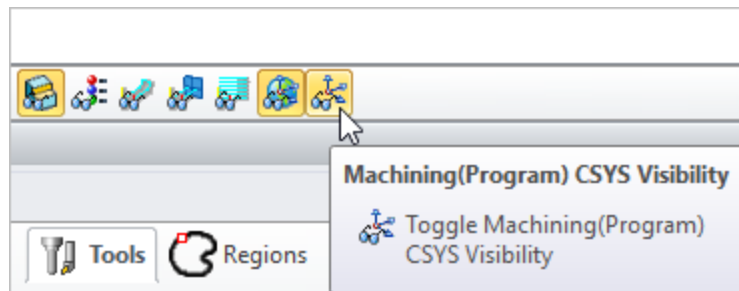 Machining(Program) CSYS Visibility
Toggle Machining(Program)
CSYS Visibility
Tools
Regions